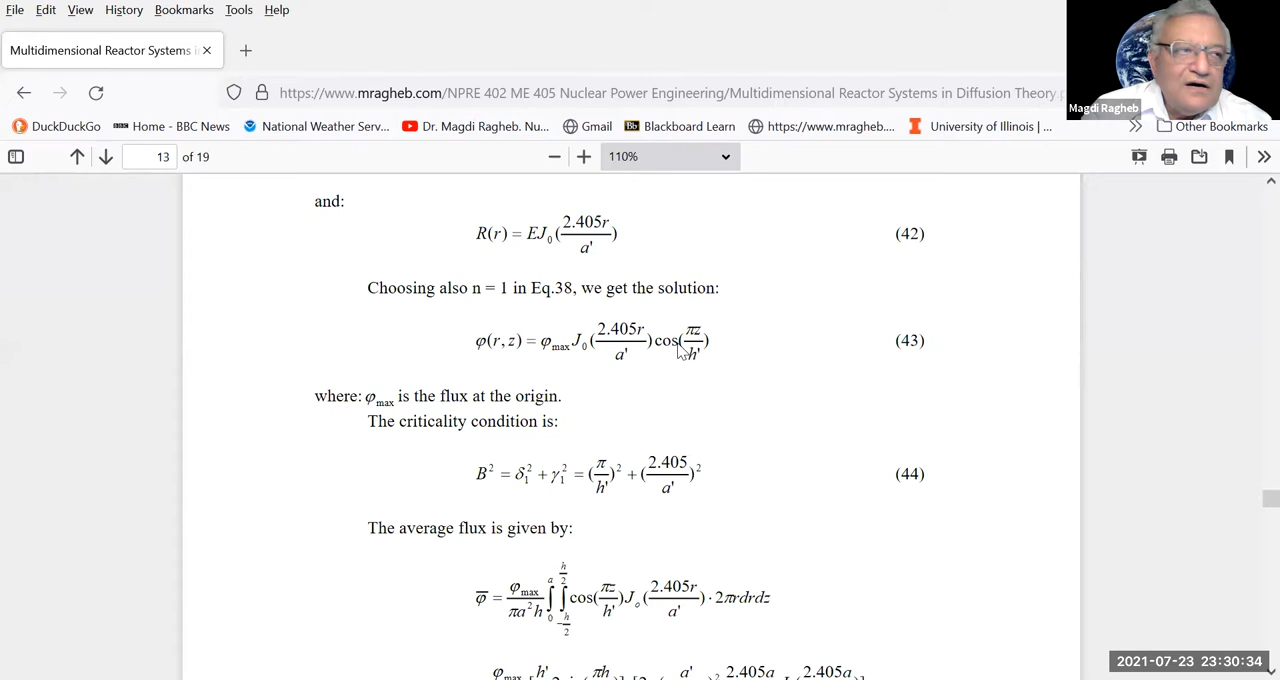 File Edit View History Bookmarks Tools Help
Multidimensional Reactor Systems i
https://www.mragheb.com/NPRE 402 ME 405 Nuclear Power Engineering/Multidimensional Reactor Systems in Diffusion Theory.p
Magdi Ragheb
DuckDuckGo BBC Home - BBC News National Weather Serv... Dr. Magdi Ragheb. Nu... Gmail Bb Blackboard Learn https://www.mragheb.... University of Illinois | ... Other Bookmarks
13 of 19 110%
and:
R(r) = EJ₀(2.405r/a') (42)
Choosing also n = 1 in Eq.38, we get the solution:
φ(r, z) = φ_max J₀(2.405r/a')cos(πz/h') (43)
where: φ_max is the flux at the origin.
The criticality condition is:
B² = δ₁² + γ₁² = (π/h')² + (2.405/a')² (44)
The average flux is given by:
φ̅ = φ_max/πa²h ∫₀^a ∫_{-h/2}^{h/2} cos(πz/h')Jₒ(2.405r/a')·2πrdrdz
2021-07-23 23:30:34